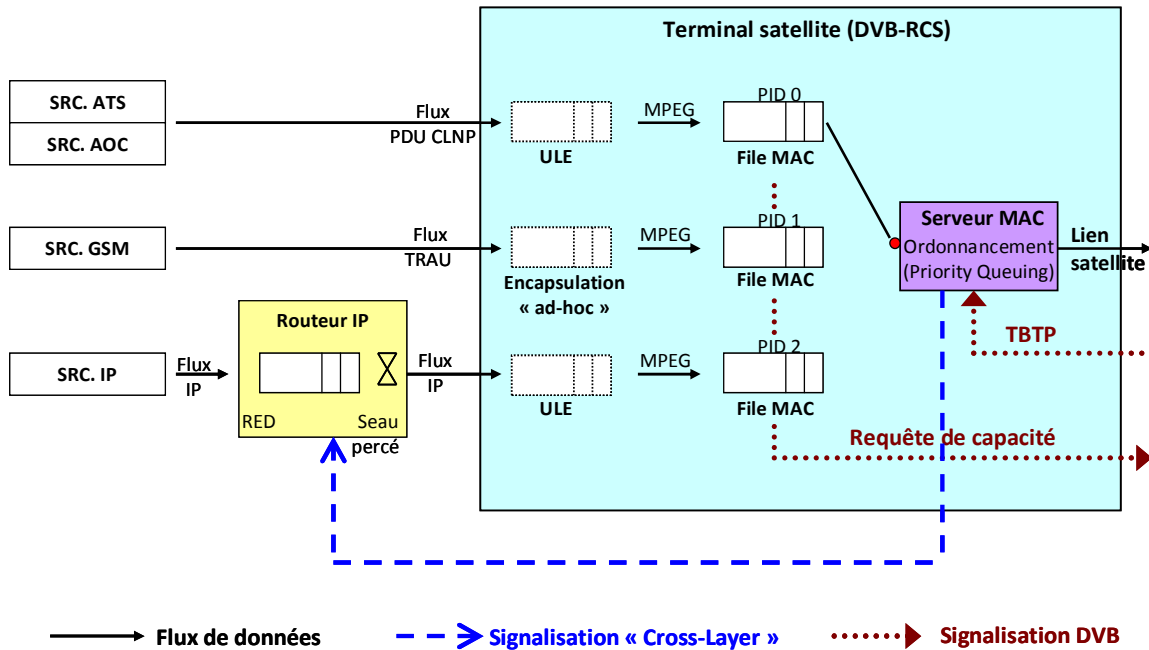 Terminal satellite (DVB-RCS)
SRC. ATS
SRC. AOC
Flux
PDU CLNP
ULE
MPEG
PID 0
File MAC
SRC. GSM
Flux
TRAU
Encapsulation
« ad-hoc »
MPEG
PID 1
File MAC
Serveur MAC
Ordonnancement
(Priority Queuing)
Lien
satellite
TBTP
SRC. IP
Flux
IP
Routeur IP
RED
Seau
percé
Flux
IP
ULE
MPEG
PID 2
File MAC
Requête de capacité
Flux de données
Signalisation « Cross-Layer »
Signalisation DVB